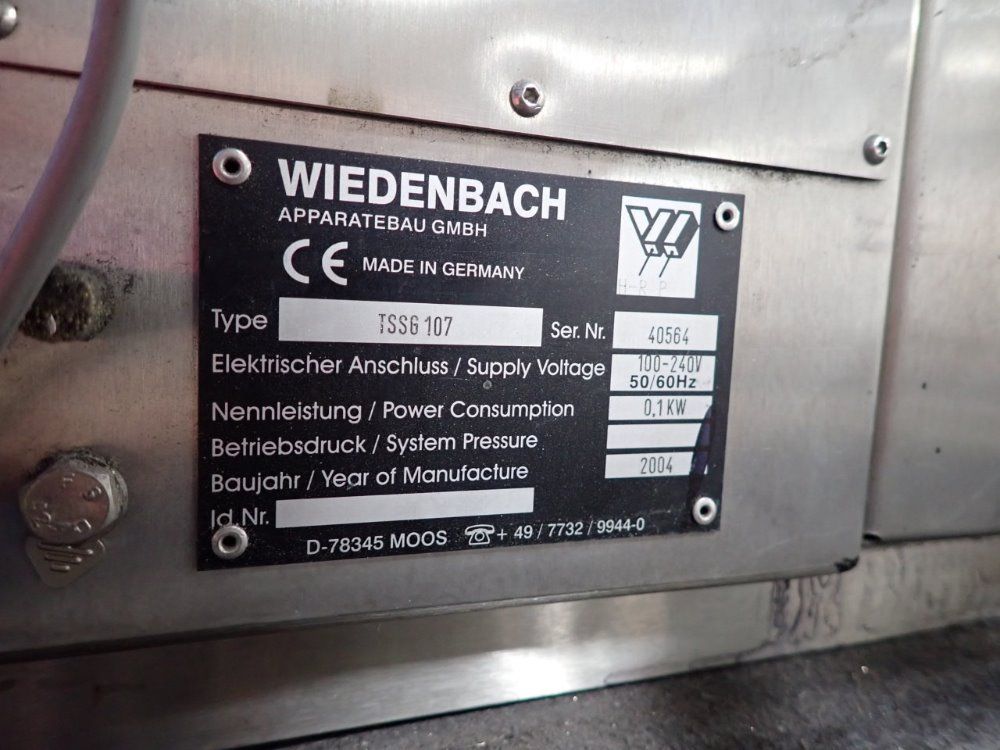 WIEDENBACH
APPARATEBAU GMBH
CE MADE IN GERMANY
H-R-P
Type TSSG 107 Ser. Nr. 40564
Elektrischer Anschluss / Supply Voltage 100-240V
50/60Hz
Nennleistung / Power Consumption 0,1KW
Betriebsdruck / System Pressure
Baujahr / Year of Manufacture 2004
Id.Nr.
D-78345 MOOS ☏ + 49 / 7732 / 9944-0